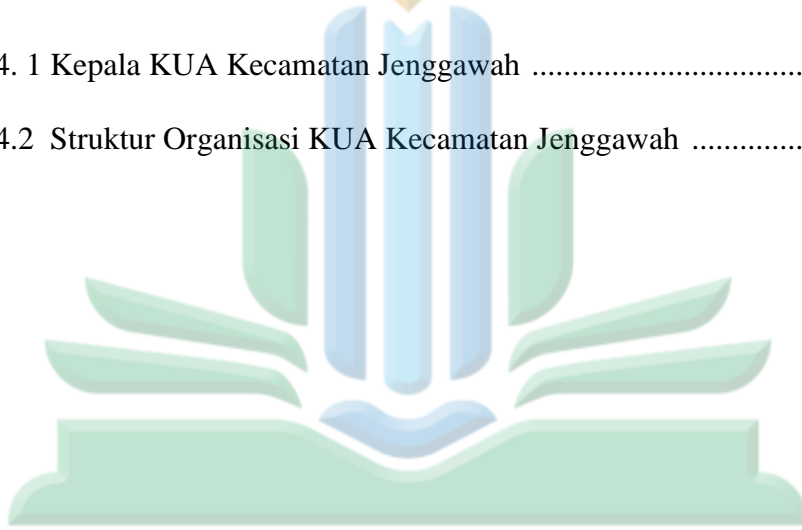 4. 1 Kepala KUA Kecamatan Jenggawah ..................................
4.2 Struktur Organisasi KUA Kecamatan Jenggawah ..............